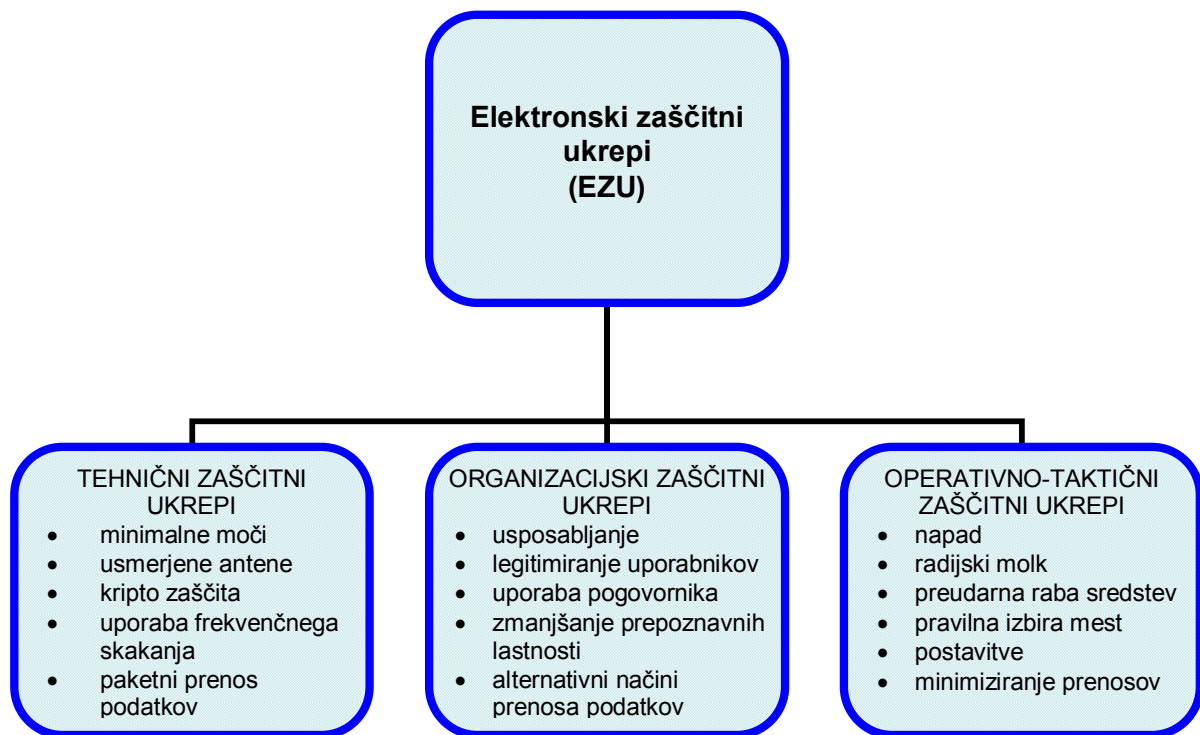 Elektronski zaščitni
ukrepi
(EZU)
TEHNIČNI ZAŠČITNI
UKREPI
• minimalne moči
• usmerjene antene
• kripto zaščita
• uporaba frekvenčnega
skakanja
• paketni prenos
podatkov
ORGANIZACIJSKI ZAŠČITNI
UKREPI
• usposabljanje
• legitimiranje uporabnikov
• uporaba pogovornika
• zmanjšanje prepoznavnih
lastnosti
• alternativni načini
prenosa podatkov
OPERATIVNO-TAKTIČNI
ZAŠČITNI UKREPI
• napad
• radijski molk
• preudarna raba sredstev
• pravilna izbira mest
• postavitve
• minimiziranje prenosov